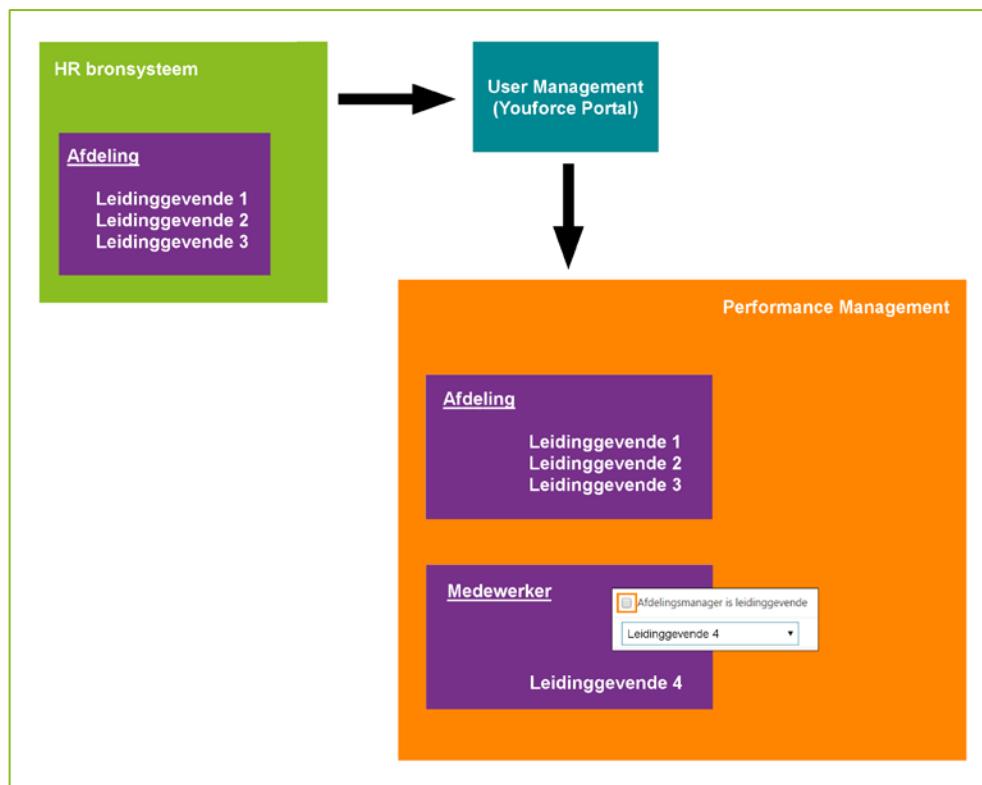 HR bronsysteem
Afdeling
Leidinggevende 1
Leidinggevende 2
Leidinggevende 3
User Management
(Youforce Portal)
Performance Management
Afdeling
Leidinggevende 1
Leidinggevende 2
Leidinggevende 3
Medewerker
Afdelingsmanager is leidinggevende
Leidinggevende 4
Leidinggevende 4